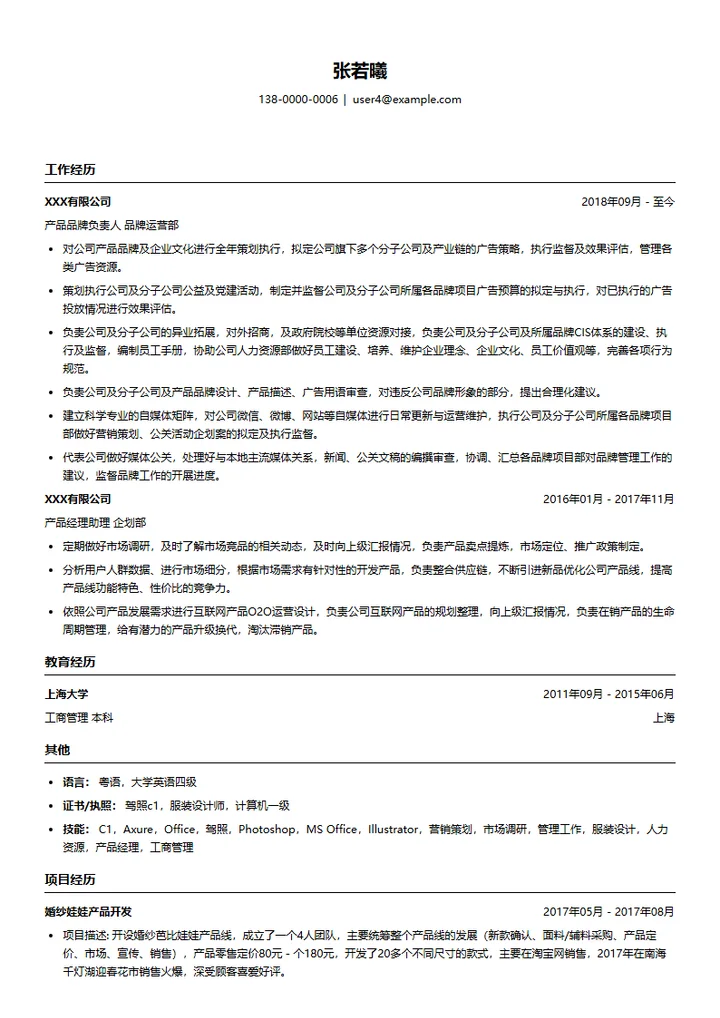 张若曦
138-0000-0006 | user4@example.com
工作经历
XXX有限公司 2018年09月 - 至今
产品品牌负责人 品牌运营部
• 对公司产品品牌及企业文化进行全年策划执行，拟定公司旗下多个分子公司及产业链的广告策略，执行监督及效果评估，管理各
类广告资源。
• 策划执行公司及分子公司公益及党建活动，制定并监督公司及分子公司所属各品牌项目广告预算的拟定与执行，对已执行的广告
投放情况进行效果评估。
• 负责公司及分子公司的异业拓展，对外招商，及政府院校等单位资源对接，负责公司及分子公司及所属品牌CIS体系的建设、执
行及监督，编制员工手册，协助公司人力资源部做好员工建设、培养、维护企业理念、企业文化、员工价值观等，完善各项行为
规范。
• 负责公司及分子公司及产品品牌设计、产品描述、广告用语审查，对违反公司品牌形象的部分，提出合理化建议。
• 建立科学专业的自媒体矩阵，对公司微信、微博、网站等自媒体进行日常更新与运营维护，执行公司及分子公司所属各品牌项目
部做好营销策划、公关活动企划案的拟定及执行监督。
• 代表公司做好媒体公关，处理好与本地主流媒体关系，新闻、公关文稿的编撰审查，协调、汇总各品牌项目部对品牌管理工作的
建议，监督品牌工作的开展进度。
XXX有限公司 2016年01月 - 2017年11月
产品经理助理 企划部
• 定期做好市场调研，及时了解市场竞品的相关动态，及时向上级汇报情况，负责产品卖点提炼，市场定位、推广政策制定。
• 分析用户人群数据、进行市场细分，根据市场需求有针对性的开发产品，负责整合供应链，不断引进新品优化公司产品线，提高
产品线功能特色、性价比的竞争力。
• 依照公司产品发展需求进行互联网产品O2O运营设计，负责公司互联网产品的规划整理，向上级汇报情况，负责在销产品的生命
周期管理，给有潜力的产品升级换代，淘汰滞销产品。
教育经历
上海大学 2011年09月 - 2015年06月
工商管理 本科 上海
其他
• 语言： 粤语，大学英语四级
• 证书/执照： 驾照c1，服装设计师，计算机一级
• 技能： C1，Axure，Office，驾照，Photoshop，MS Office，Illustrator，营销策划，市场调研，管理工作，服装设计，人力
资源，产品经理，工商管理
项目经历
婚纱娃娃产品开发 2017年05月 - 2017年08月
• 项目描述: 开设婚纱芭比娃娃产品线，成立了一个4人团队，主要统筹整个产品线的发展（新款确认、面料/辅料采购、产品定
价、市场、宣传、销售），产品零售定价80元 - 个180元，开发了20多个不同尺寸的款式，主要在淘宝网销售，2017年在南海
千灯湖迎春花市销售火爆，深受顾客喜爱好评。